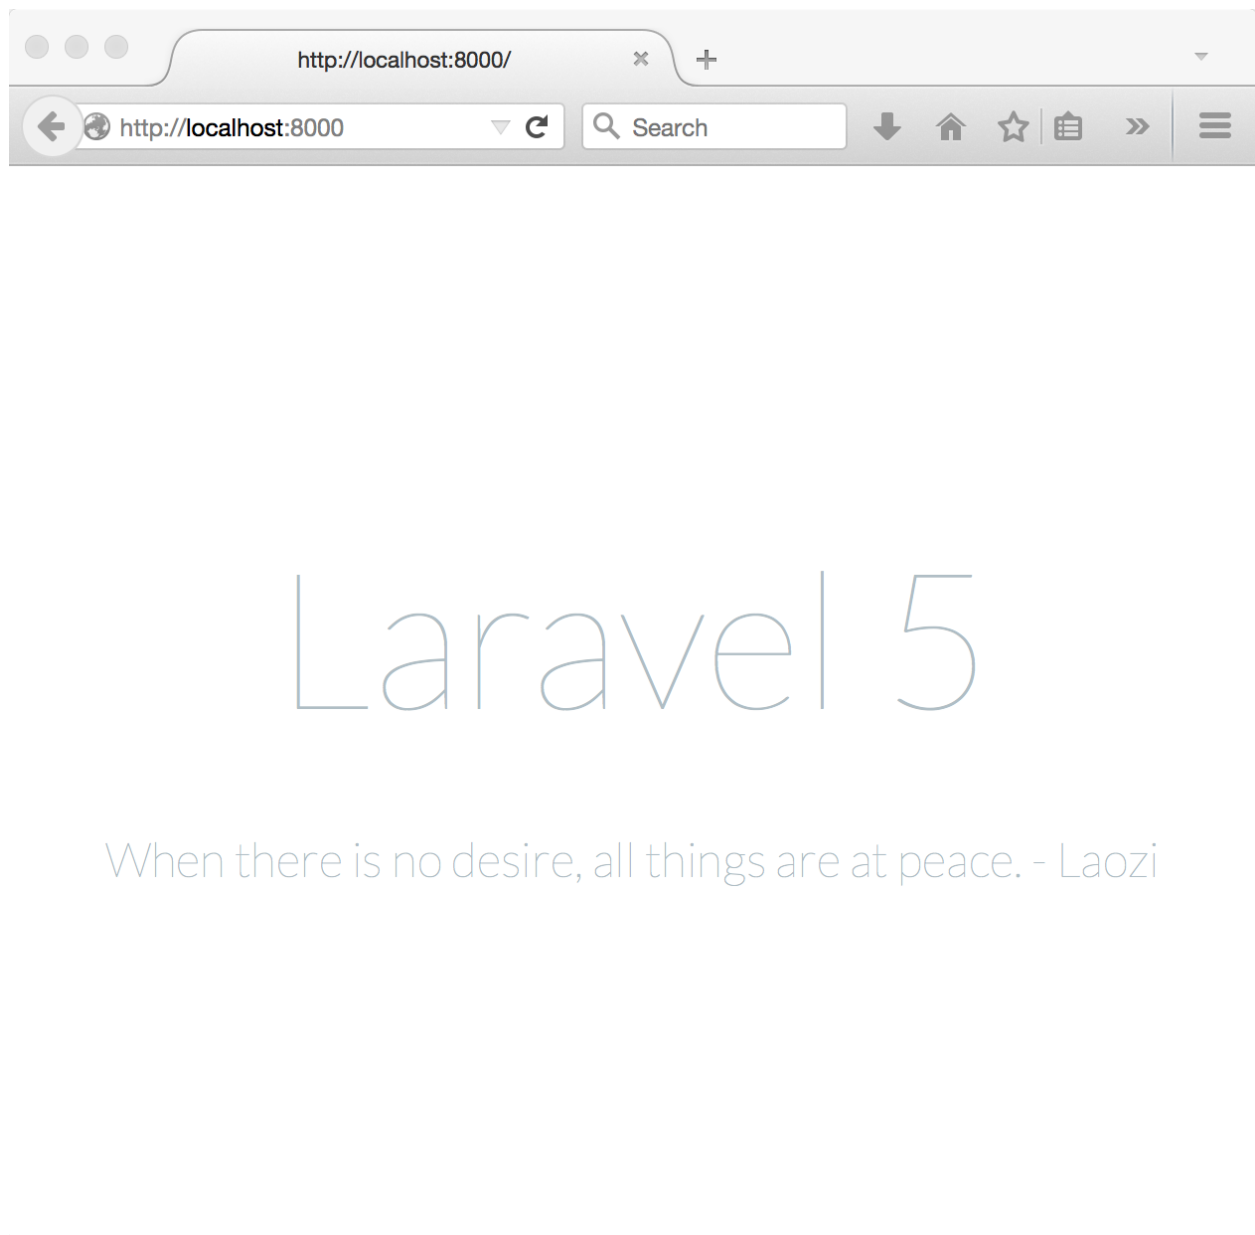 http://localhost:8000/
http://localhost:8000
Search
Laravel 5
When there is no desire, all things are at peace. - Laozi